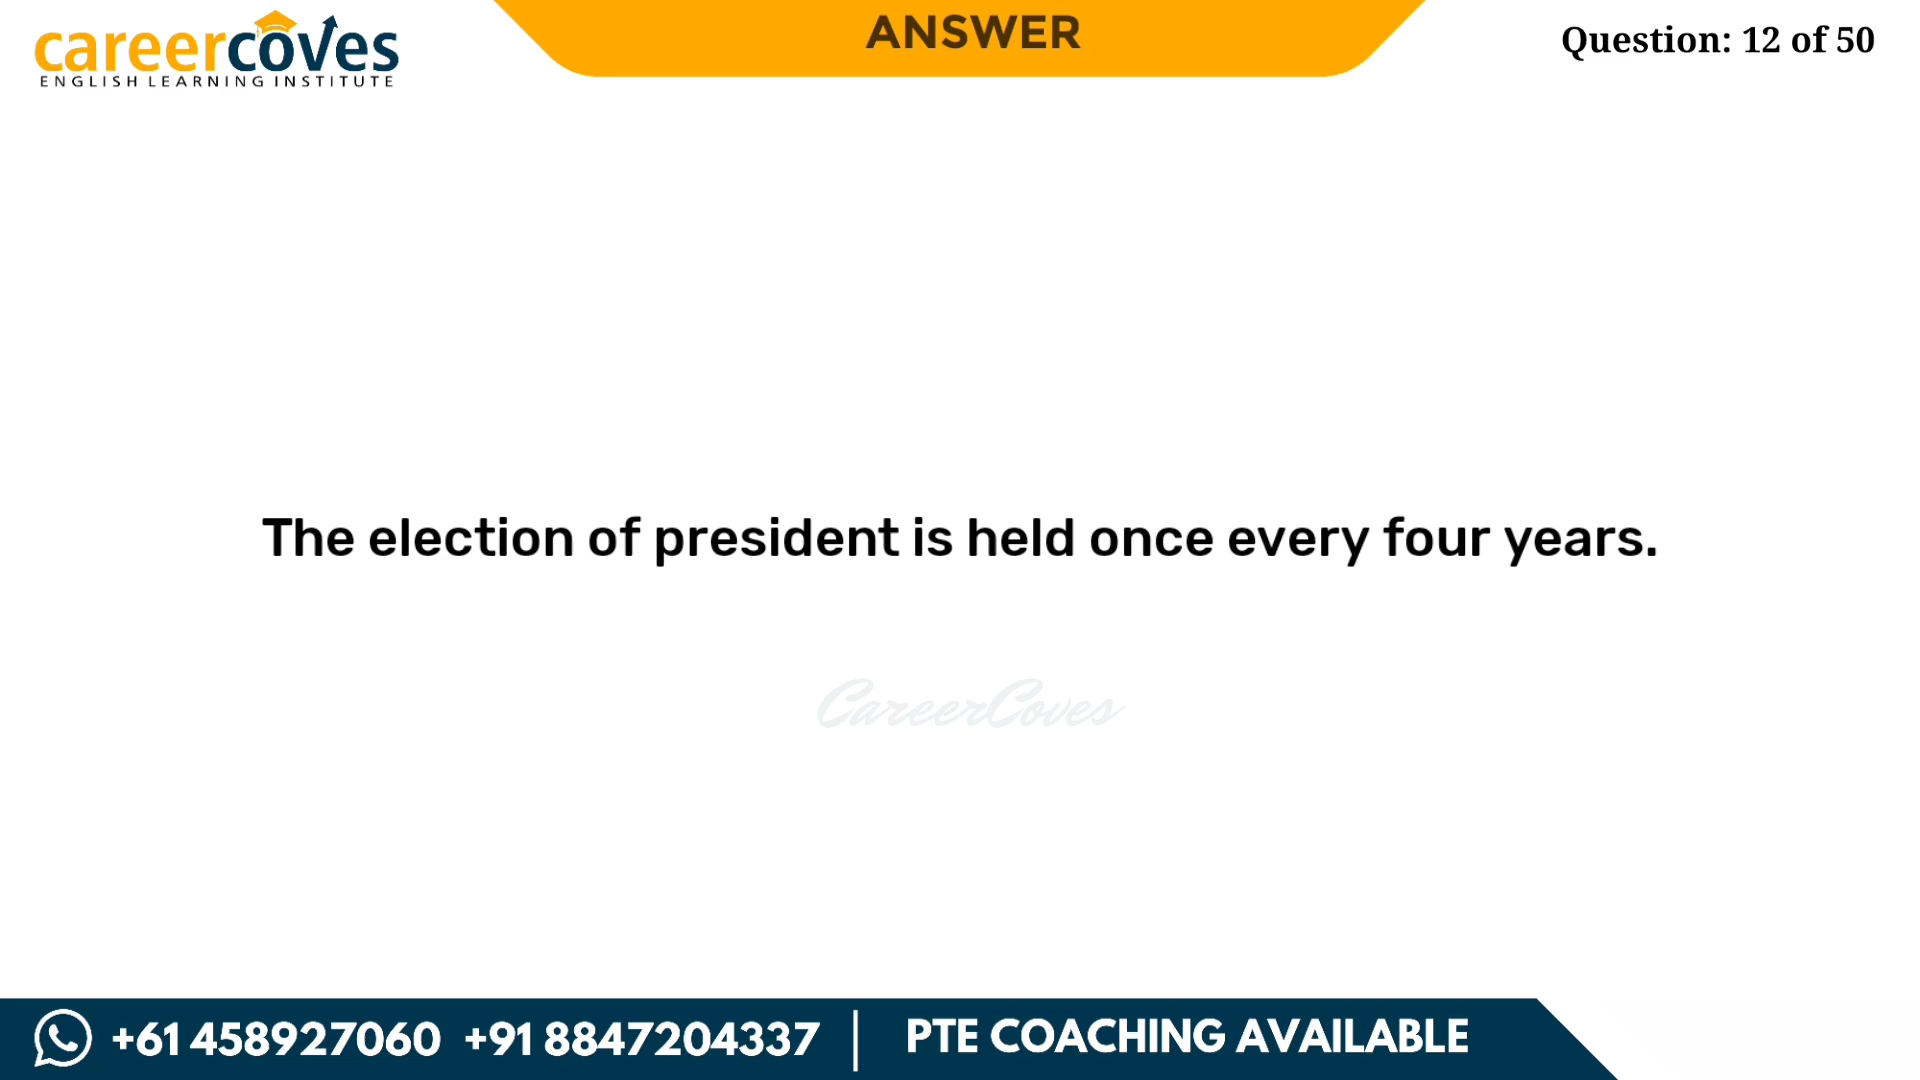 careercoves
ENGLISH LEARNING INSTITUTE
ANSWER
Question: 12 of 50
The election of president is held once every four years.
CareerCoves
+61 458927060 +91 8847204337 | PTE COACHING AVAILABLE